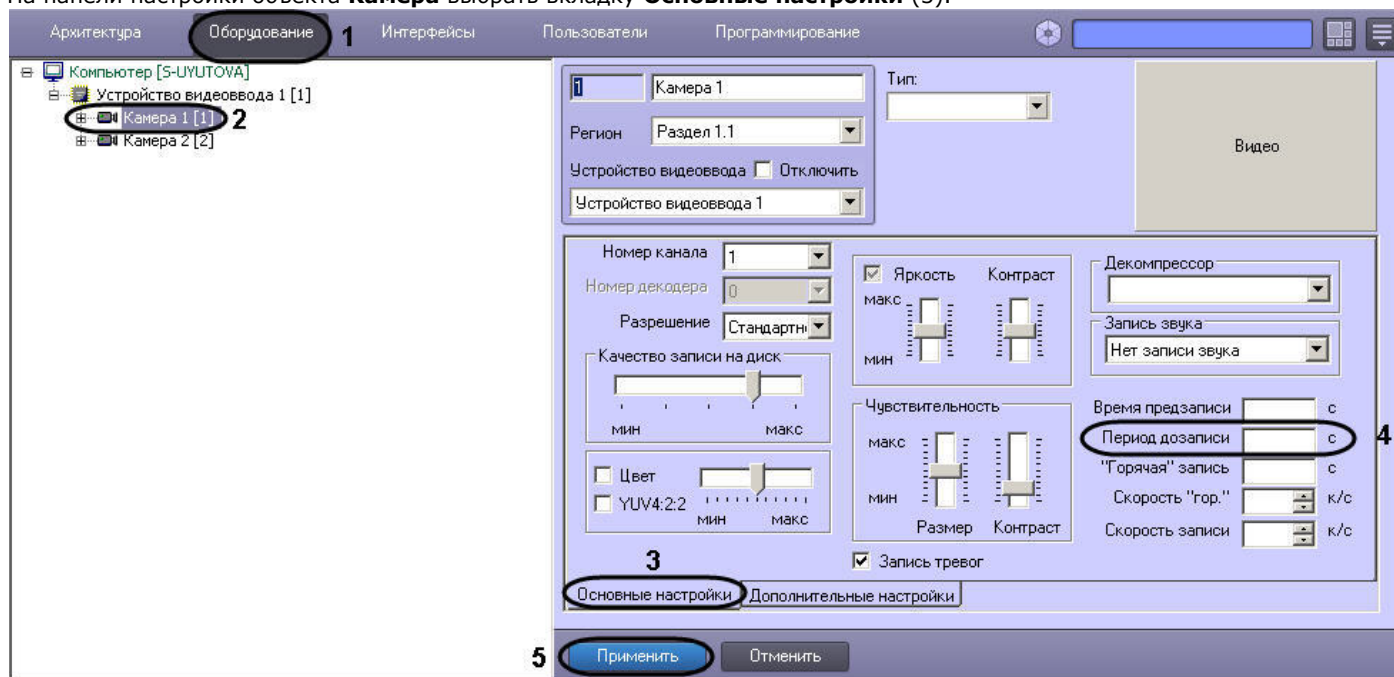 На панели настройки объекта Камера выбрать вкладку Основные настройки (3).
Архитектура Оборудование 1 Интерфейсы Пользователи Программирование
Компьютер [S-UYUTOVA]
Устройство видеоввода 1 [1]
Камера 1 [1] 2
Камера 2 [2]
1 Камера 1
Тип:
Регион Раздел 1.1
Устройство видеоввода Отключить
Устройство видеоввода 1
Видео
Номер канала 1
Номер декодера 0
Разрешение Стандартн
Качество записи на диск
мин макс
Цвет
YUV4:2:2
мин макс
Яркость Контраст
макс
мин
Чувствительность
макс
мин
Размер Контраст
Запись тревог
Декомпрессор
Запись звука
Нет записи звука
Время предзаписи с
Период дозаписи с 4
"Горячая" запись с
Скорость "гор." к/с
Скорость записи к/с
3
Основные настройки Дополнительные настройки
5 Применить Отменить